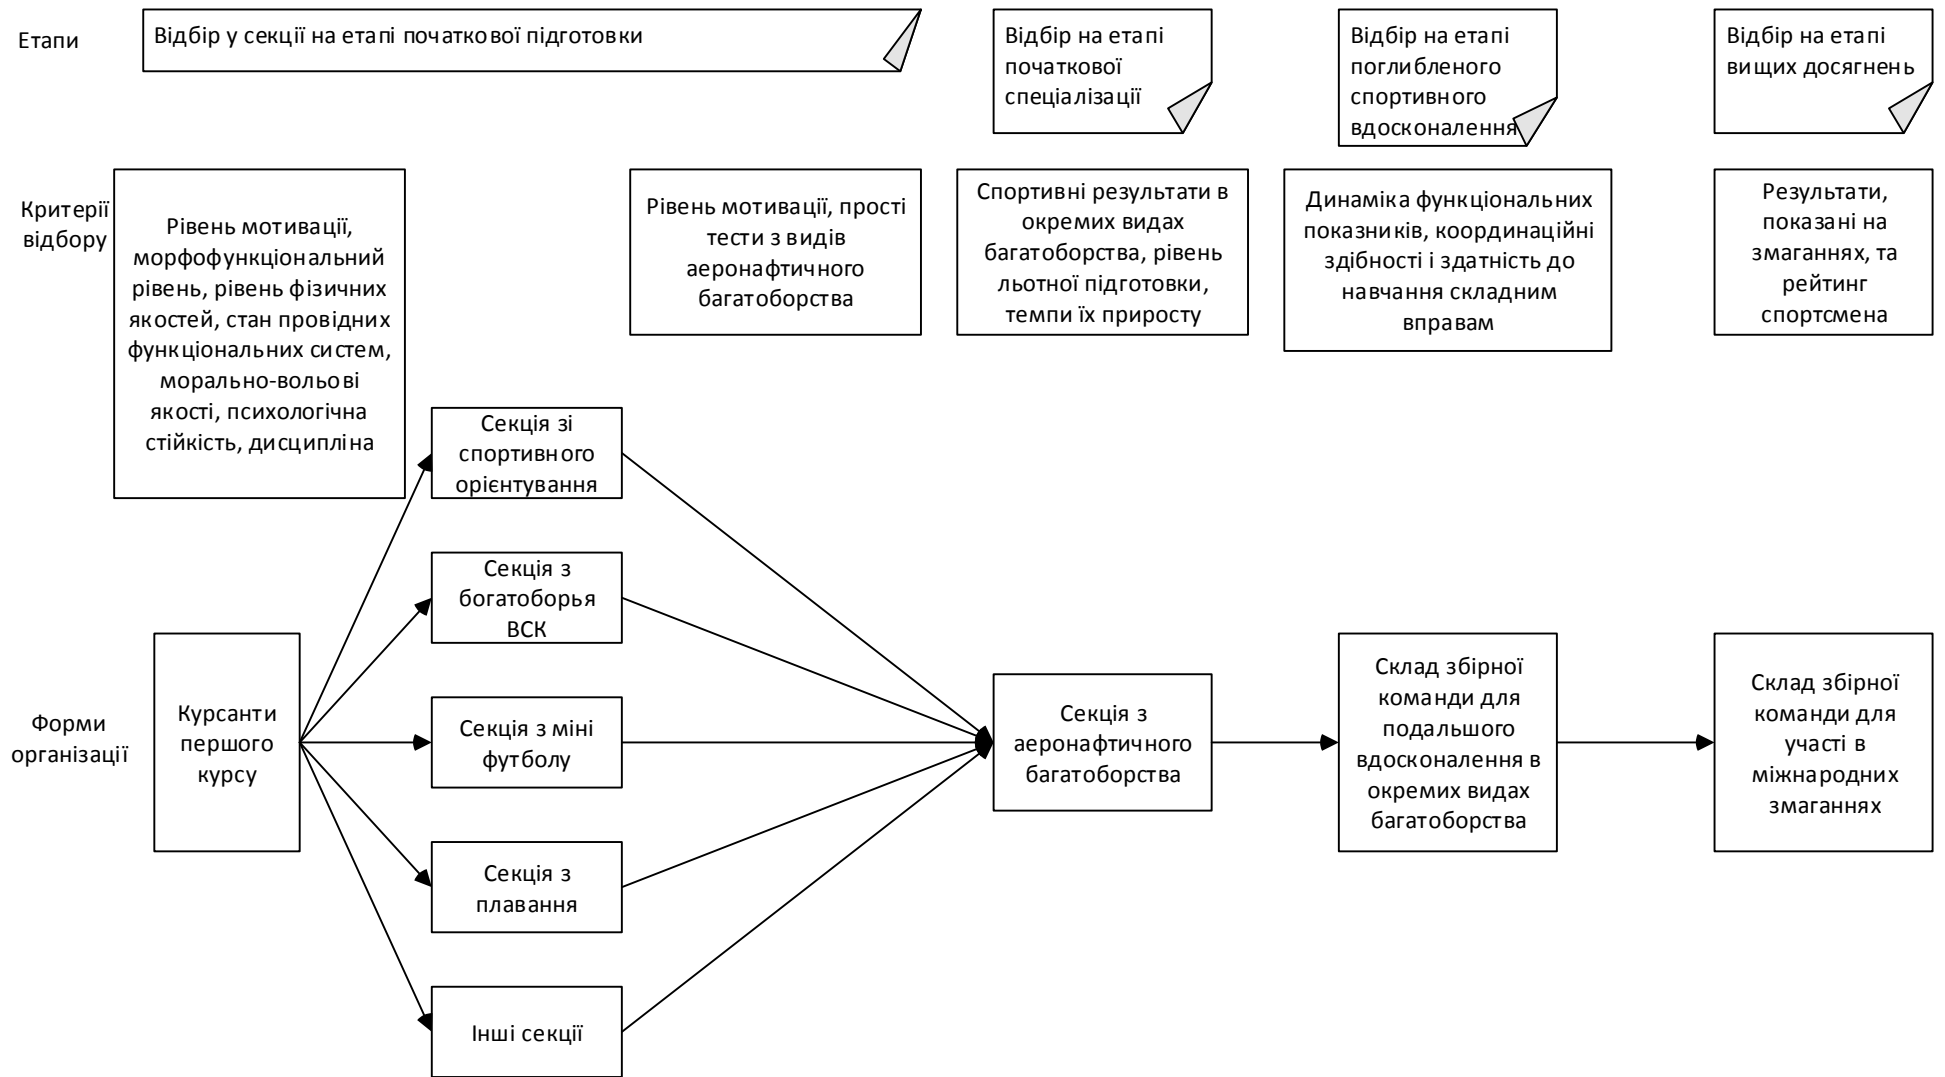 Етапи
Відбір у секції на етапі початкової підготовки
Відбір на етапі
початкової
спеціалізації
Відбір на етапі
поглибленого
спортивного
вдосконалення
Відбір на етапі
вищих досягнень
Критерії
відбору
Рівень мотивації,
морфофункціональний
рівень, рівень фізичних
якостей, стан провідних
функціональних систем,
морально-вольові
якості, психологічна
стійкість, дисципліна
Рівень мотивації, прості
тести з видів
аеронафтичного
багатоборства
Спортивні результати в
окремих видах
багатоборства, рівень
льотної підготовки,
темпи їх приросту
Динаміка функціональних
показників, координаційні
здібності і здатність до
навчання складним
вправам
Результати,
показані на
змаганнях, та
рейтинг
спортсмена
Форми
організації
Курсанти
першого
курсу
Секція зі
спортивного
орієнтування
Секція з
богатоборья
ВСК
Секція з міні
футболу
Секція з
плавання
Інші секції
Секція з
аеронафтичного
багатоборства
Склад збірної
команди для
подальшого
вдосконалення в
окремих видах
багатоборства
Склад збірної
команди для
участі в
міжнародних
змаганнях